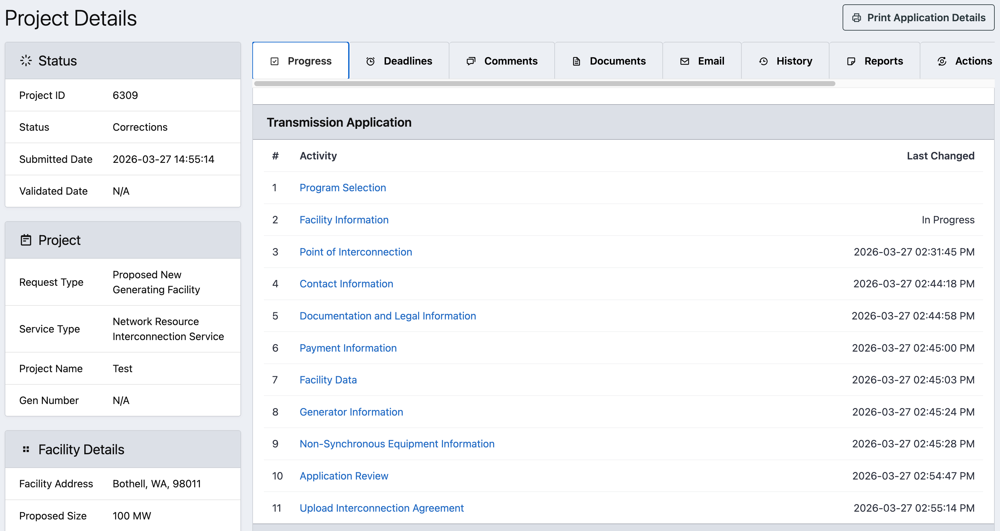 Project Details
Print Application Details
Status
Project ID 6309
Status Corrections
Submitted Date 2026-03-27 14:55:14
Validated Date N/A
Project
Request Type Proposed New
Generating Facility
Service Type Network Resource
Interconnection Service
Project Name Test
Gen Number N/A
Facility Details
Facility Address Bothell, WA, 98011
Proposed Size 100 MW
Progress Deadlines Comments Documents Email History Reports Actions
Transmission Application
# Activity Last Changed
1 Program Selection
2 Facility Information In Progress
3 Point of Interconnection 2026-03-27 02:31:45 PM
4 Contact Information 2026-03-27 02:44:18 PM
5 Documentation and Legal Information 2026-03-27 02:44:58 PM
6 Payment Information 2026-03-27 02:45:00 PM
7 Facility Data 2026-03-27 02:45:03 PM
8 Generator Information 2026-03-27 02:45:24 PM
9 Non-Synchronous Equipment Information 2026-03-27 02:45:28 PM
10 Application Review 2026-03-27 02:54:47 PM
11 Upload Interconnection Agreement 2026-03-27 02:55:14 PM